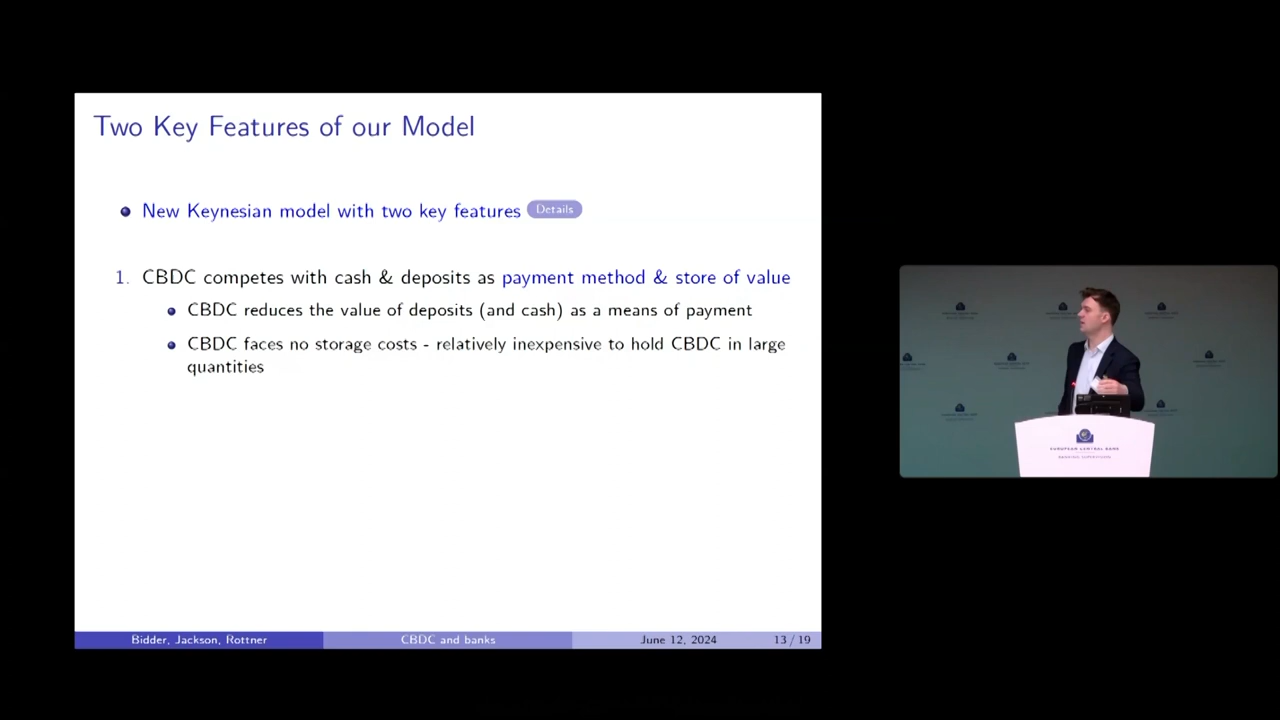 Two Key Features of our Model
New Keynesian model with two key features Details
1. CBDC competes with cash & deposits as payment method & store of value
CBDC reduces the value of deposits (and cash) as a means of payment
CBDC faces no storage costs - relatively inexpensive to hold CBDC in large
quantities
Bidder, Jackson, Rottner CBDC and banks June 12, 2024 13 / 19
EUROPEAN CENTRAL BANK
BANKING SUPERVISION